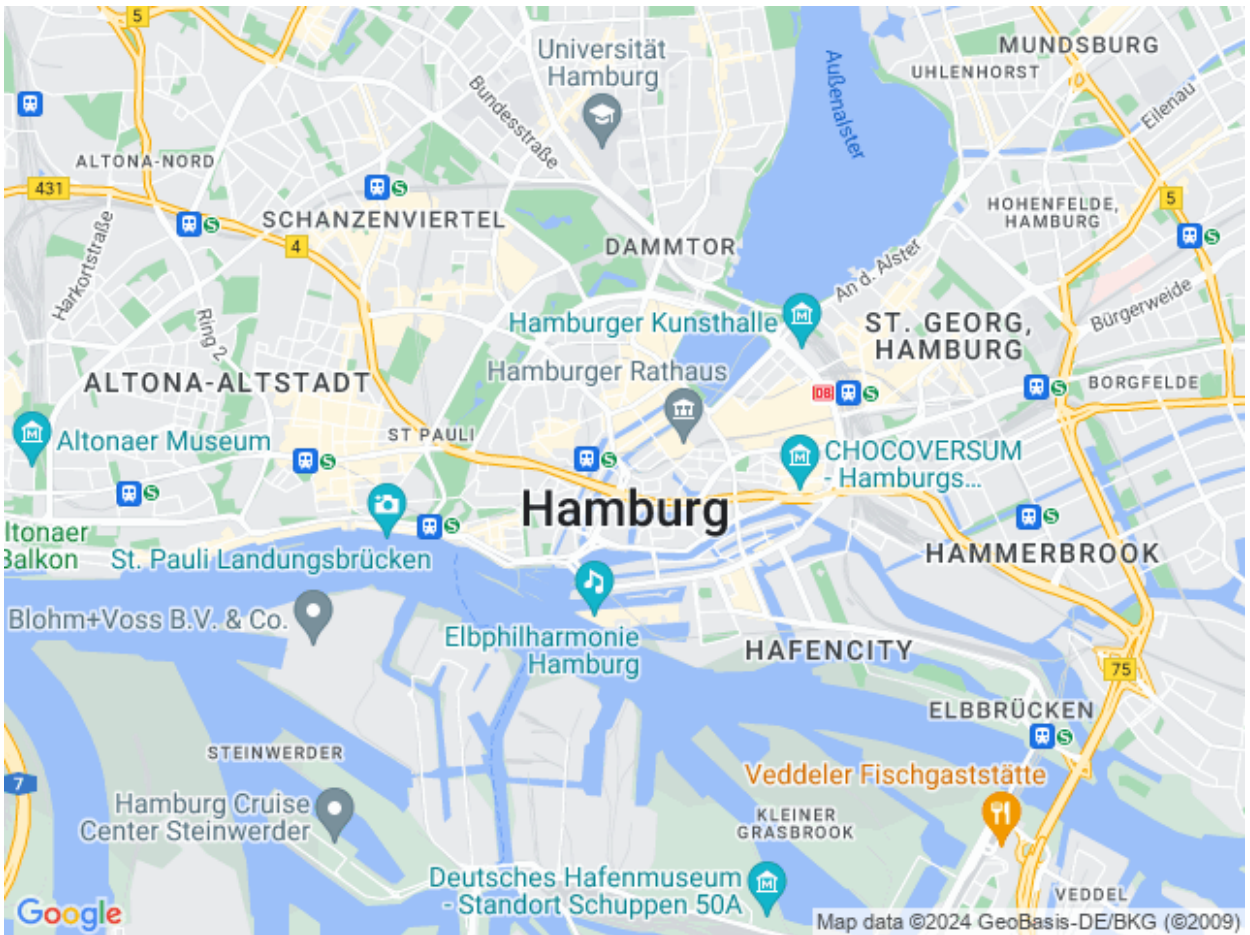 5
Universität
Hamburg
Außenalster
MUNDSBURG
UHLENHORST
Bundesstraße
Eilenau
ALTONA-NORD
431
S
S
SCHANZENVIERTEL
4
Harkortstraße
Ring 2
DAMMTOR
HOHENFELDE,
HAMBURG
5
S
An d. Alster
Bürgerweide
Hamburger Kunsthalle
ST. GEORG,
HAMBURG
Hamburger Rathaus
ALTONA-ALTSTADT
DB
S
S
BORGFELDE
Altonaer Museum
ST PAULI
S
S
S
CHOCOVERSUM
- Hamburgs...
Hamburg
S
S
ltonaer
Balkon
St. Pauli Landungsbrücken
HAMMERBROOK
Blohm+Voss B.V. & Co.
Elbphilharmonie
Hamburg
HAFENCITY
75
ELBBRÜCKEN
S
STEINWERDER
7
Veddeler Fischgaststätte
Hamburg Cruise
Center Steinwerder
KLEINER
GRASBROOK
Deutsches Hafenmuseum
- Standort Schuppen 50A
VEDDEL
Google
Map data ©2024 GeoBasis-DE/BKG (©2009)